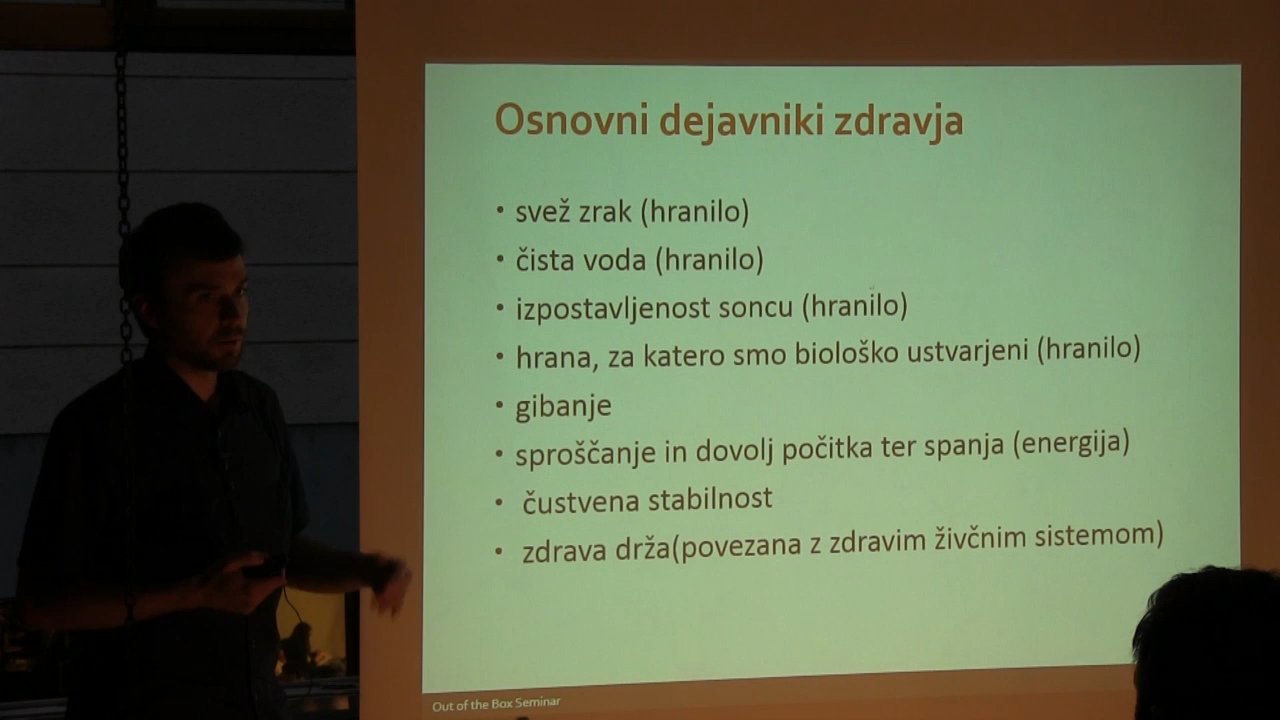 Osnovni dejavniki zdravja
• svež zrak (hranilo)
• čista voda (hranilo)
• izpostavljenost soncu (hranilo)
• hrana, za katero smo biološko ustvarjeni (hranilo)
• gibanje
• sproščanje in dovolj počitka ter spanja (energija)
• čustvena stabilnost
• zdrava drža(povezana z zdravim živčnim sistemom)
Out of the Box Seminar